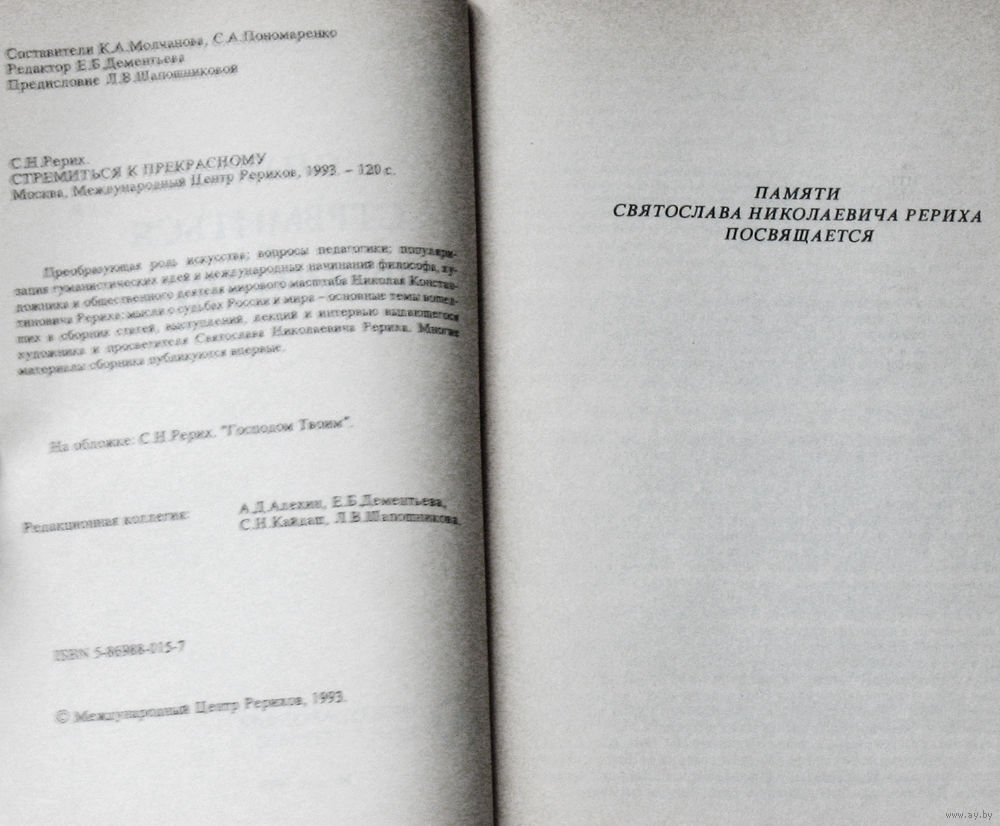 Составители К.А.Молчанова, С.А.Пономаренко
Редактор Е.Б.Дементьева
Предисловие Л.В.Шапошниковой
С.Н.Рерих.
СТРЕМИТЬСЯ К ПРЕКРАСНОМУ
Москва, Международный Центр Рерихов, 1993. – 120 с.
Преобразующая роль искусства; вопросы педагогики; популяри-
зация гуманистических идей и международных начинаний философа, ху-
дожника и общественного деятеля мирового масштаба Николая Констан-
тиновича Рериха; мысли о судьбах России и мира – основные темы вошед-
ших в сборник статей, выступлений, лекций и интервью выдающегося
художника и просветителя Святослава Николаевича Рериха. Многие
материалы сборника публикуются впервые.
На обложке: С.Н.Рерих. "Господом Твоим".
Редакционная коллегия: А.Д.Алехин, Е.Б.Дементьева,
С.Н.Кайдаш, Л.В.Шапошникова.
ISBN 5-86988-015-7
© Международный Центр Рерихов, 1993.
ПАМЯТИ
СВЯТОСЛАВА НИКОЛАЕВИЧА РЕРИХА
ПОСВЯЩАЕТСЯ
www.ay.by